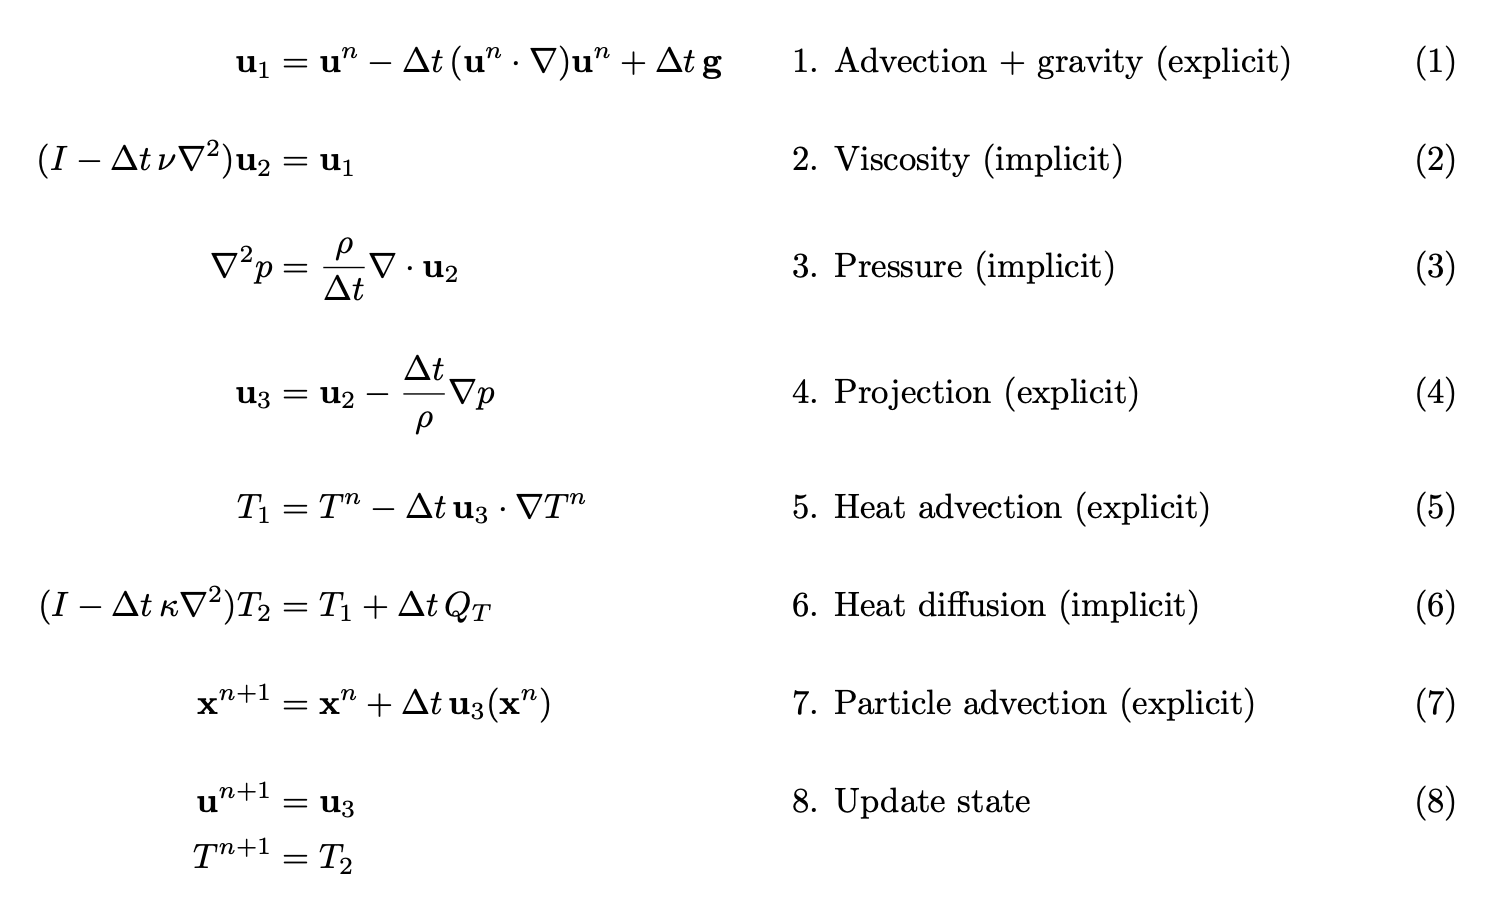 𝐮₁ = 𝐮ⁿ − Δt (𝐮ⁿ · ∇)𝐮ⁿ + Δt 𝐠 1. Advection + gravity (explicit) (1)
(I − Δt ν∇²)𝐮₂ = 𝐮₁ 2. Viscosity (implicit) (2)
∇²p = ρ/Δt ∇ · 𝐮₂ 3. Pressure (implicit) (3)
𝐮₃ = 𝐮₂ − Δt/ρ ∇p 4. Projection (explicit) (4)
T₁ = Tⁿ − Δt 𝐮₃ · ∇Tⁿ 5. Heat advection (explicit) (5)
(I − Δt κ∇²)T₂ = T₁ + Δt Q_T 6. Heat diffusion (implicit) (6)
𝐱ⁿ⁺¹ = 𝐱ⁿ + Δt 𝐮₃(𝐱ⁿ) 7. Particle advection (explicit) (7)
𝐮ⁿ⁺¹ = 𝐮₃ 8. Update state (8)
Tⁿ⁺¹ = T₂